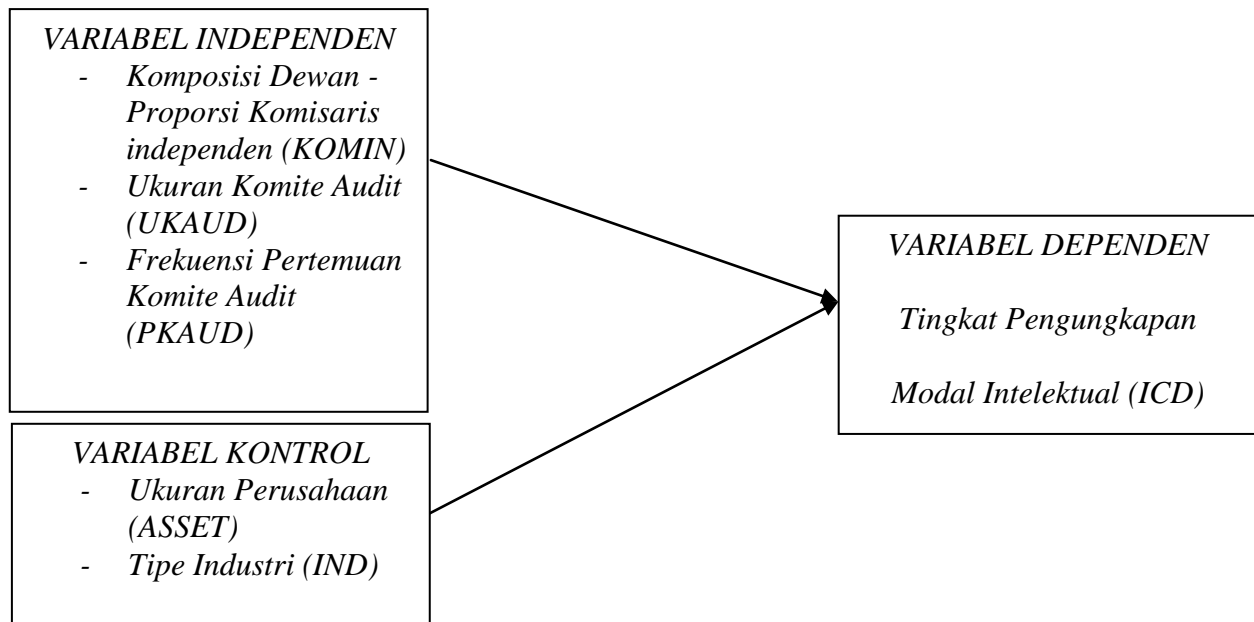 VARIABEL INDEPENDEN
- Komposisi Dewan -
Proporsi Komisaris
independen (KOMIN)
- Ukuran Komite Audit
(UKAUD)
- Frekuensi Pertemuan
Komite Audit
(PKAUD)
VARIABEL KONTROL
- Ukuran Perusahaan
(ASSET)
- Tipe Industri (IND)
VARIABEL DEPENDEN
Tingkat Pengungkapan
Modal Intelektual (ICD)